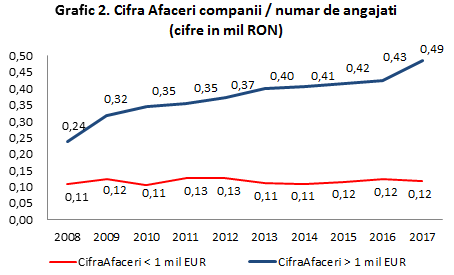 Grafic 2. Cifra Afaceri companii / numar de angajati
(cifre in mil RON)
0,50
0,45
0,40
0,35
0,30
0,25
0,20
0,15
0,10
0,05
0,00
0,24 0,32 0,35 0,35 0,37 0,40 0,41 0,42 0,43 0,49
0,11 0,12 0,11 0,13 0,13 0,11 0,11 0,12 0,12 0,12
2008 2009 2010 2011 2012 2013 2014 2015 2016 2017
CifraAfaceri < 1 mil EUR CifraAfaceri > 1 mil EUR